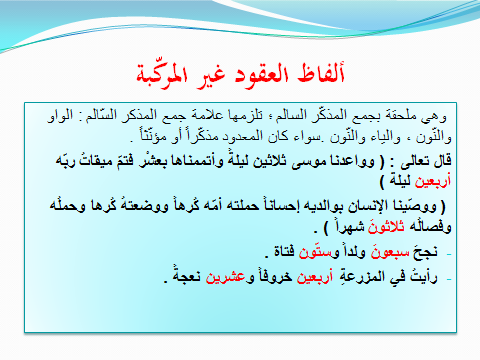 ألفاظ العقود غير المركّبة
وهي ملحقة بجمع المذكّر السالم ؛ تلزمها علامة جمع المذكر السّالم : الواو
والنّون ، والياء والنّون .سواء كان المعدود مذكّراً أو مؤنّثاً .
قال تعالى : ( وواعدنا موسى ثلاثين ليلةً وأتممناها بعشْرٍ فتمّ ميقاتُ ربّه
أربعين ليلة )
( ووصّينا الإنسان بوالديه إحساناً حملته أمّه كُرهاً ووضعتهُ كُرها وحملُه
وفصالُه ثلاثونَ شهراً ) .
- نجحَ سبعونَ ولداً وستّون فتاة .
- رأيتُ في المزرعةِ أربعين خروفاً وعشرين نعجةً .